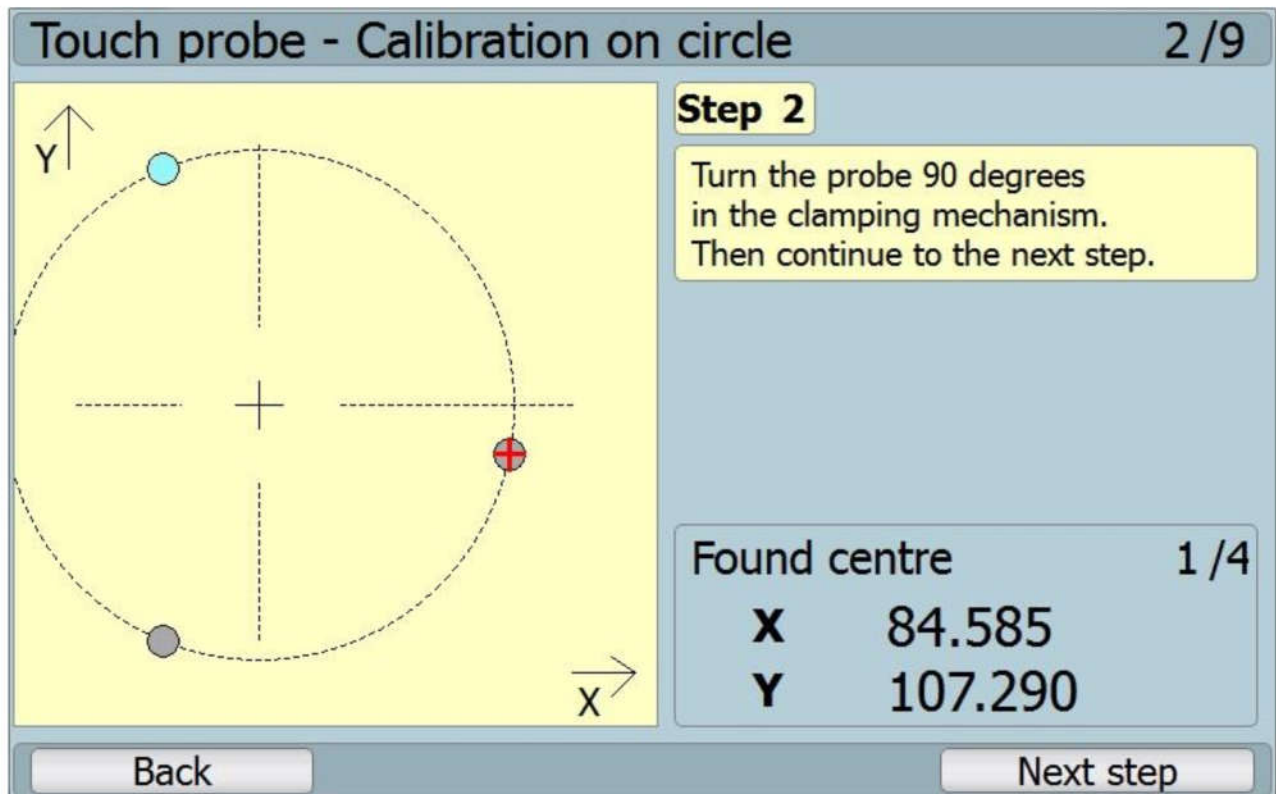 Touch probe - Calibration on circle 2 /9
Y
Step 2
Turn the probe 90 degrees
in the clamping mechanism.
Then continue to the next step.
Found centre 1 /4
X 84.585
Y 107.290
X
Back Next step